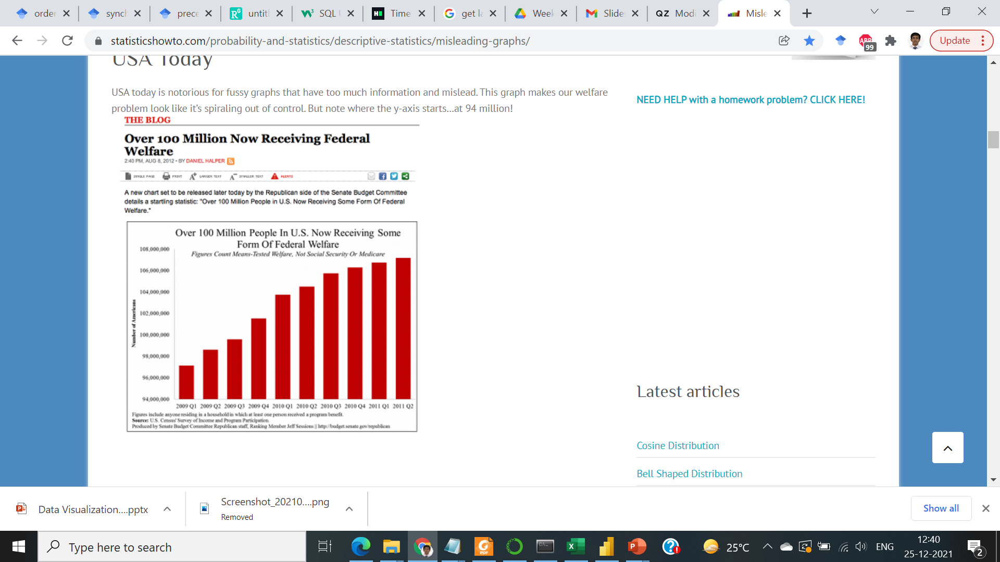 order
synch
prece
untitl
SQL U
Time
get la
Week
Slide
QZ Modi
Misle
statisticshowto.com/probability-and-statistics/descriptive-statistics/misleading-graphs/
ABP
99
Update
USA Today
USA today is notorious for fussy graphs that have too much information and mislead. This graph makes our welfare
problem look like it's spiraling out of control. But note where the y-axis starts…at 94 million!
NEED HELP with a homework problem? CLICK HERE!
THE BLOG
Over 100 Million Now Receiving Federal
Welfare
2:40 PM, AUG 8, 2012 • BY DANIEL HALPER
SINGLE PAGE PRINT LARGER TEXT SMALLER TEXT ALERTS
A new chart set to be released later today by the Republican side of the Senate Budget Committee
details a startling statistic: "Over 100 Million People in U.S. Now Receiving Some Form Of Federal
Welfare."
Over 100 Million People In U.S. Now Receiving Some
Form Of Federal Welfare
Figures Count Means-Tested Welfare, Not Social Security Or Medicare
Number of Americans
108,000,000
106,000,000
104,000,000
102,000,000
100,000,000
98,000,000
96,000,000
94,000,000
2009 Q1 2009 Q2 2009 Q3 2009 Q4 2010 Q1 2010 Q2 2010 Q3 2010 Q4 2011 Q1 2011 Q2
Figures include anyone residing in a household in which at least one person received a program benefit.
Source: U.S. Census' Survey of Income and Program Participation.
Produced by Senate Budget Committee Republican staff, Ranking Member Jeff Sessions || http://budget.senate.gov/republican
Latest articles
Cosine Distribution
Bell Shaped Distribution
Data Visualization....pptx
Screenshot_20210....png
Removed
Show all
Type here to search
25°C
ENG
12:40
25-12-2021
2